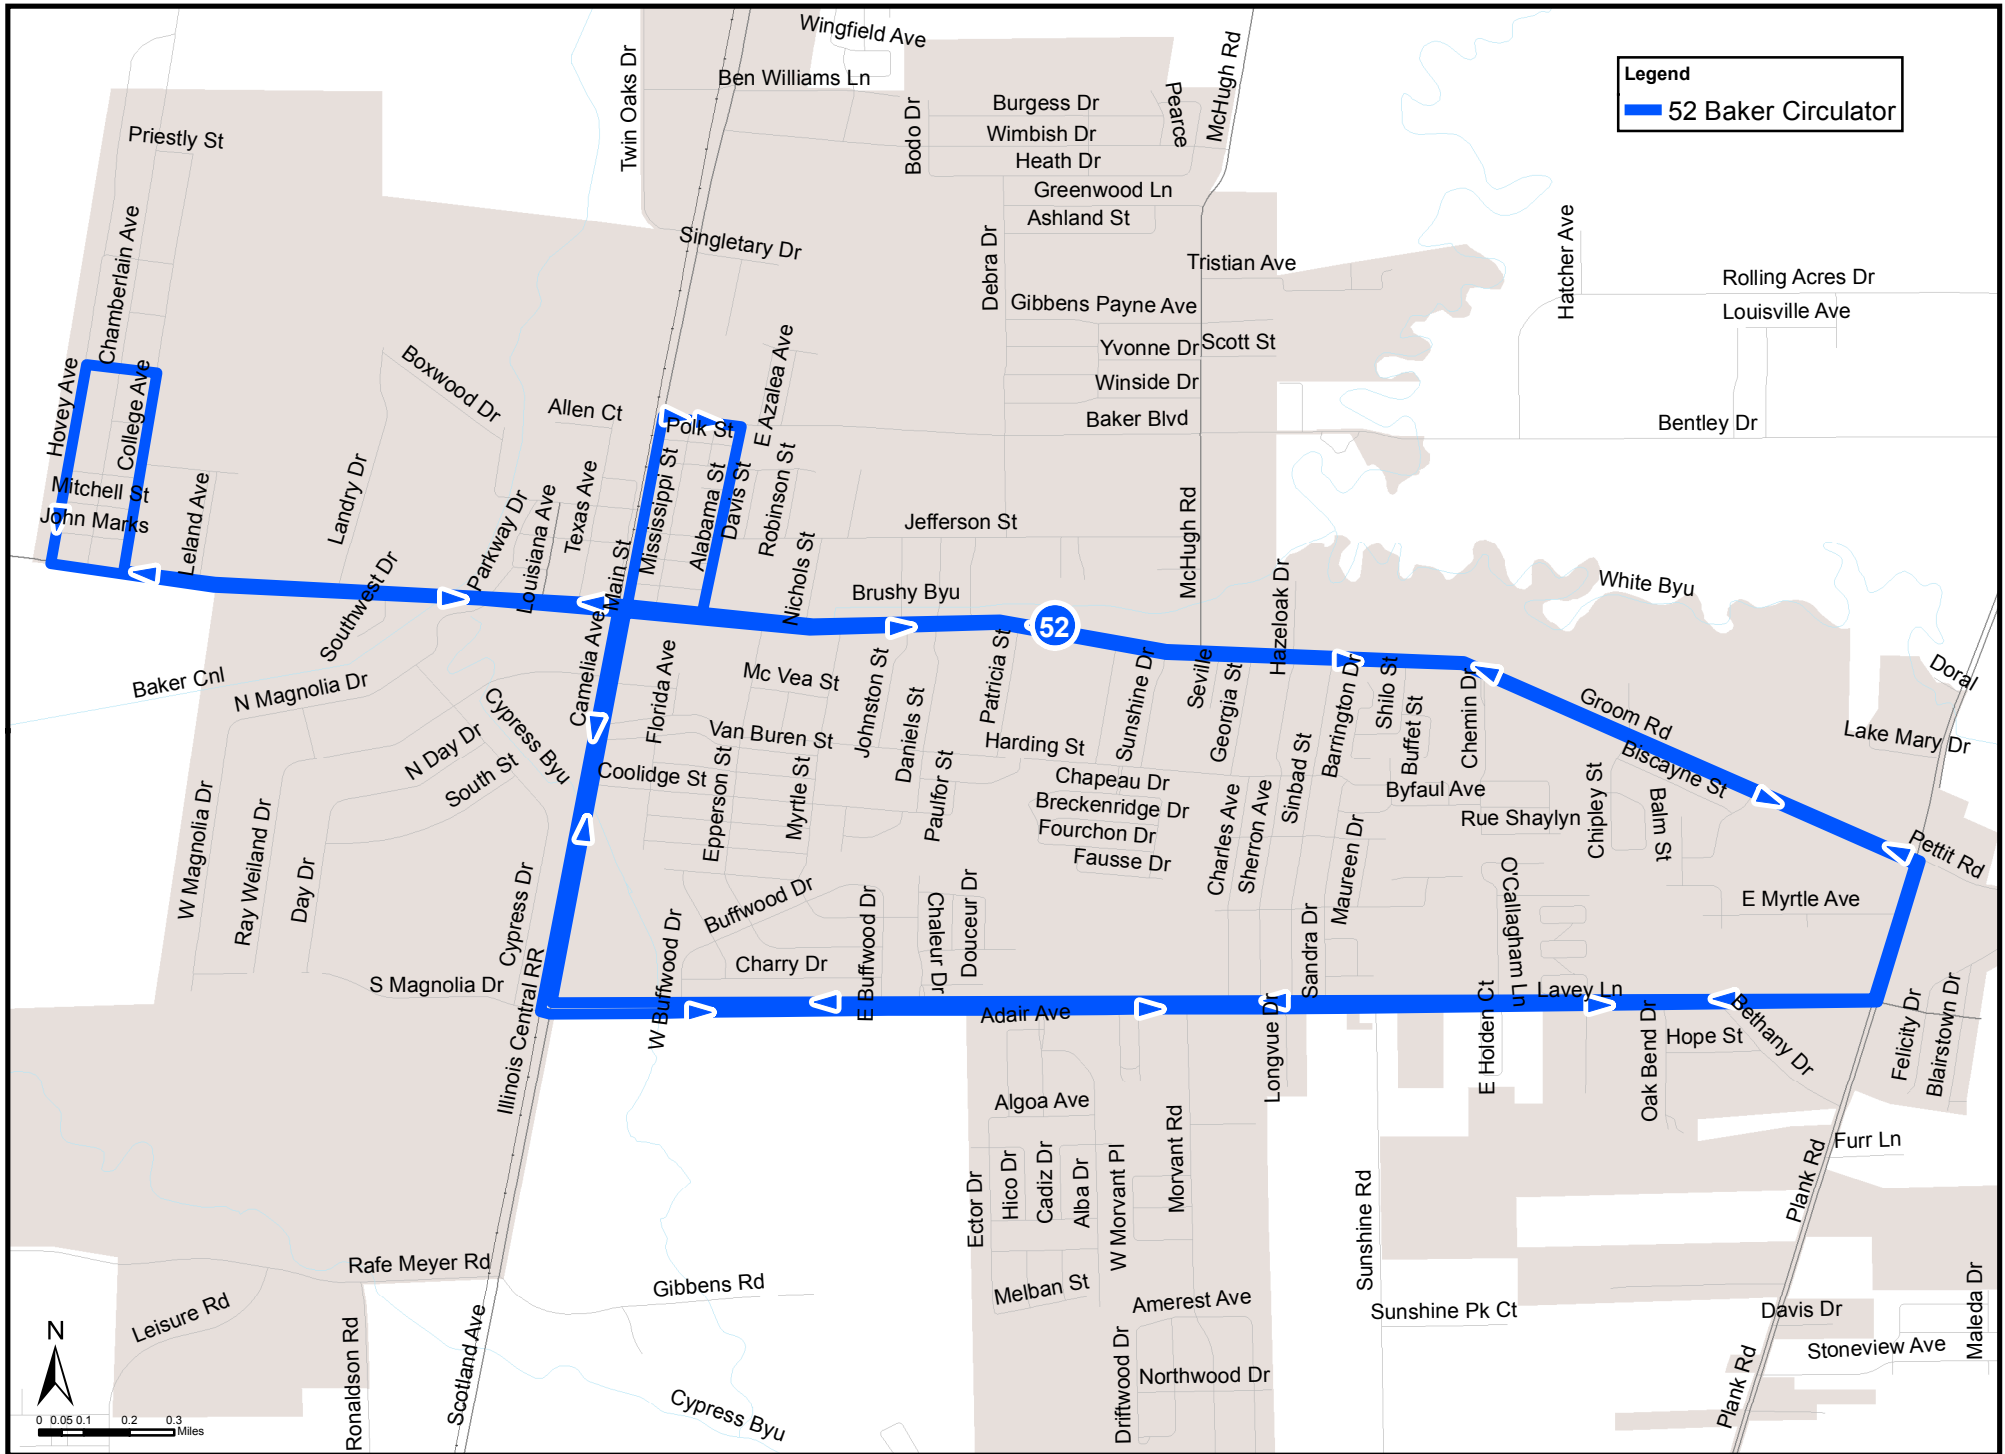 Wingfield Ave
Ben Williams Ln
Twin Oaks Dr
Bodo Dr
Burgess Dr
Wimbish Dr
Heath Dr
Pearce
McHugh Rd
Greenwood Ln
Ashland St
Legend
52 Baker Circulator
Priestly St
Chamberlain Ave
Singletary Dr
Debra Dr
Tristian Ave
Hatcher Ave
Rolling Acres Dr
Louisville Ave
Gibbens Payne Ave
Yvonne Dr
Scott St
Winside Dr
Baker Blvd
Bentley Dr
Hovey Ave
College Ave
Boxwood Dr
Allen Ct
Polk St
E Azalea Ave
Mitchell St
John Marks
Leland Ave
Landry Dr
Parkway Dr
Louisiana Ave
Texas Ave
Main St
Mississippi St
Alabama St
Davis St
Robinson St
Nichols St
Jefferson St
McHugh Rd
Brushy Byu
Southwest Dr
Hazeloak Dr
White Byu
52
Baker Cnl
N Magnolia Dr
Camelia Ave
Florida Ave
Mc Vea St
Johnston St
Daniels St
Patricia St
Sunshine Dr
Seville
Georgia St
Barrington Dr
Shilo St
Buffet St
Chemin Dr
Groom Rd
Biscayne St
Doral
Lake Mary Dr
Cypress Byu
N Day Dr
South St
Van Buren St
Coolidge St
Epperson St
Myrtle St
Paulfor St
Harding St
Chapeau Dr
Breckenridge Dr
Fourchon Dr
Fausse Dr
Charles Ave
Sherron Ave
Sinbad St
Maureen Dr
Byfaul Ave
Rue Shaylyn
Chipley St
Balm St
Pettit Rd
W Magnolia Dr
Ray Weiland Dr
Day Dr
Cypress Dr
S Magnolia Dr
Illinois Central RR
W Buffwood Dr
Buffwood Dr
Charry Dr
E Buffwood Dr
Chaleur Dr
Douceur Dr
Sandra Dr
O'Callagham Ln
E Myrtle Ave
Adair Ave
Longvue Dr
E Holden Ct
Lavey Ln
Oak Bend Dr
Hope St
Bethany Dr
Felicity Dr
Blairstown Dr
Algoa Ave
Ector Dr
Hico Dr
Cadiz Dr
Alba Dr
W Morvant Pl
Morvant Rd
Sunshine Rd
Furr Ln
Plank Rd
Rafe Meyer Rd
Leisure Rd
Gibbens Rd
Melban St
Amerest Ave
Sunshine Pk Ct
Davis Dr
Stoneview Ave
Maleda Dr
Ronaldson Rd
Scotland Ave
Cypress Byu
Driftwood Dr
Northwood Dr
Plank Rd
N
0 0.05 0.1 0.2 0.3
Miles